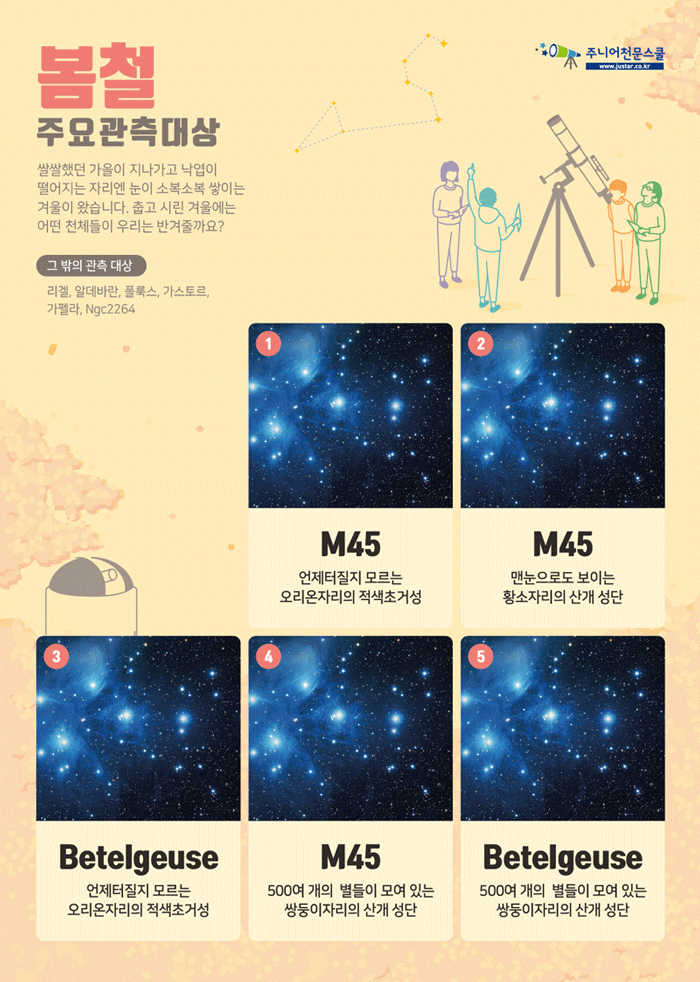 봄철
주요관측대상
주니어천문스쿨
www.justar.co.kr
쌀쌀했던 가을이 지나가고 낙엽이
떨어지는 자리엔 눈이 소복소복 쌓이는
겨울이 왔습니다. 춥고 시린 겨울에는
어떤 천체들이 우리는 반겨줄까요?
그 밖의 관측 대상
리겔, 알데바란, 폴룩스, 가스토르,
가펠라, Ngc2264
1
M45
언제터질지 모르는
오리온자리의 적색초거성
2
M45
맨눈으로도 보이는
황소자리의 산개 성단
3
Betelgeuse
언제터질지 모르는
오리온자리의 적색초거성
4
M45
500여 개의 별들이 모여 있는
쌍둥이자리의 산개 성단
5
Betelgeuse
500여 개의 별들이 모여 있는
쌍둥이자리의 산개 성단